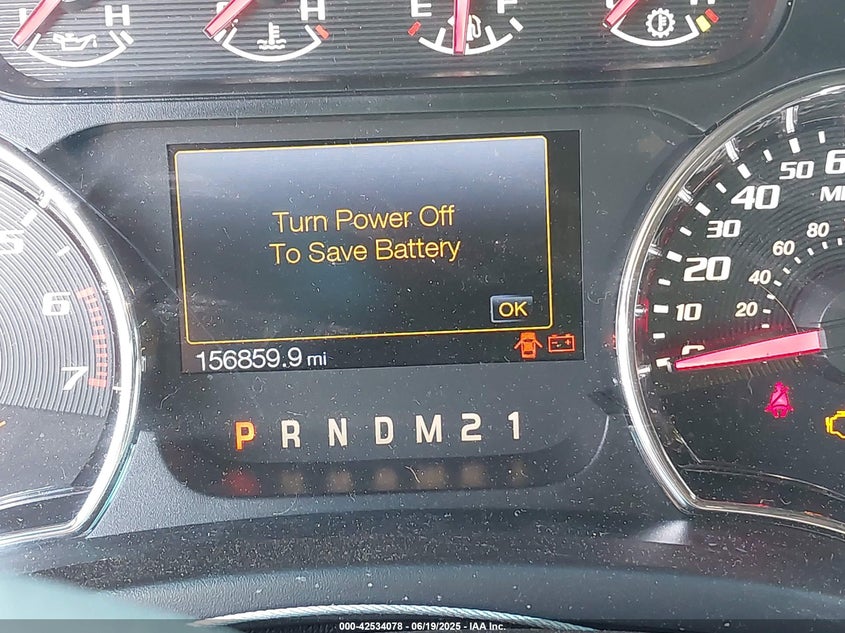 H H E F
5 6 7
Turn Power Off
To Save Battery
OK
156859.9 mi
P R N D M 2 1
10 20 30 40 50
20 40 60 80
000-42534078 - 06/19/2025 - IAA Inc.